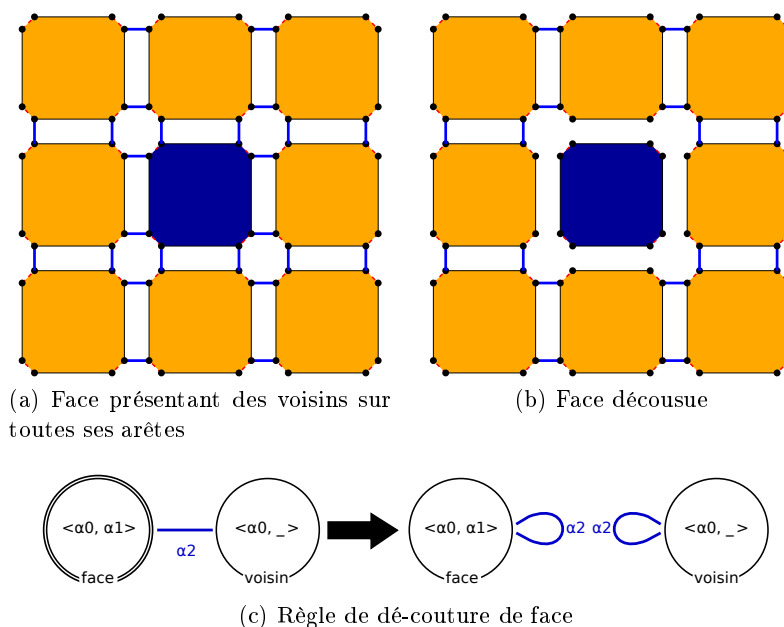 (a) Face présentant des voisins sur
toutes ses arêtes
(b) Face décousue
<α0, α1>
face
α2
<α0, _>
voisin
<α0, α1>
face
α2
α2
<α0, _>
voisin
(c) Règle de dé-couture de face